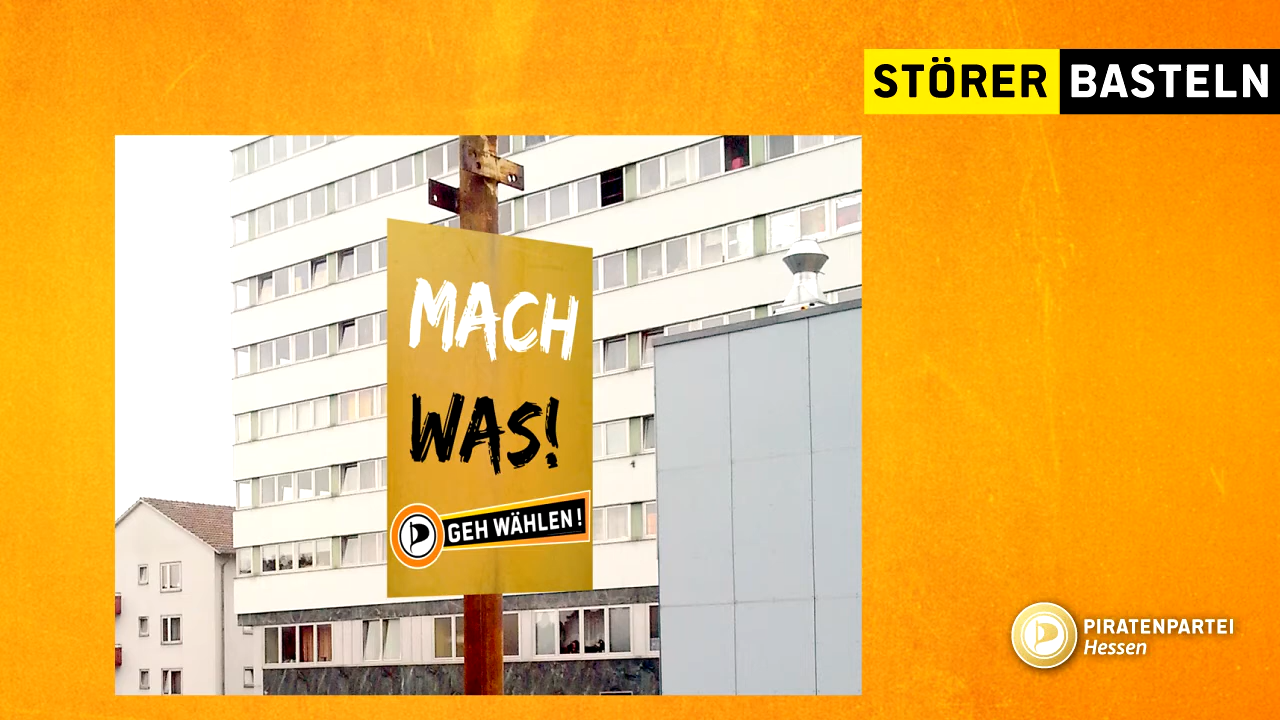 STÖRER BASTELN
MACH
WAS!
GEH WÄHLEN!
PIRATENPARTEI
Hessen